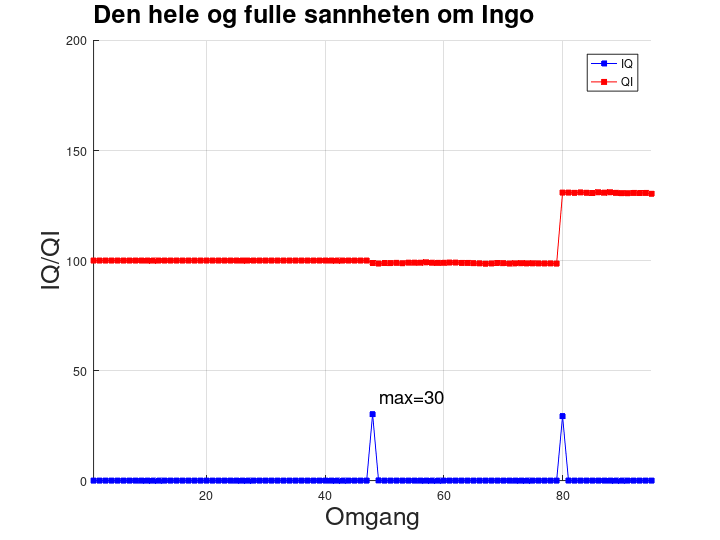 Den hele og fulle sannheten om Ingo
200
IQ
QI
150
IQ/QI
100
50
max=30
0
20 40 60 80
Omgang